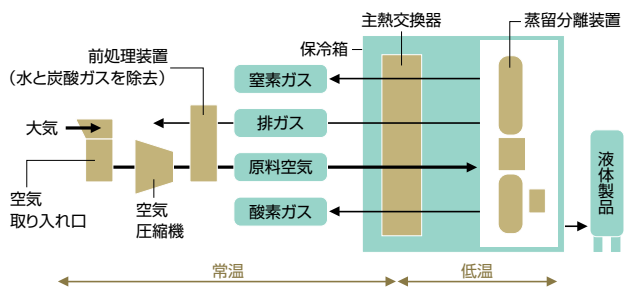 主熱交換器
蒸留分離装置
保冷箱
前処理装置
（水と炭酸ガスを除去）
窒素ガス
大気
排ガス
原料空気
液体製品
空気
取り入れ口
空気
圧縮機
酸素ガス
常温
低温